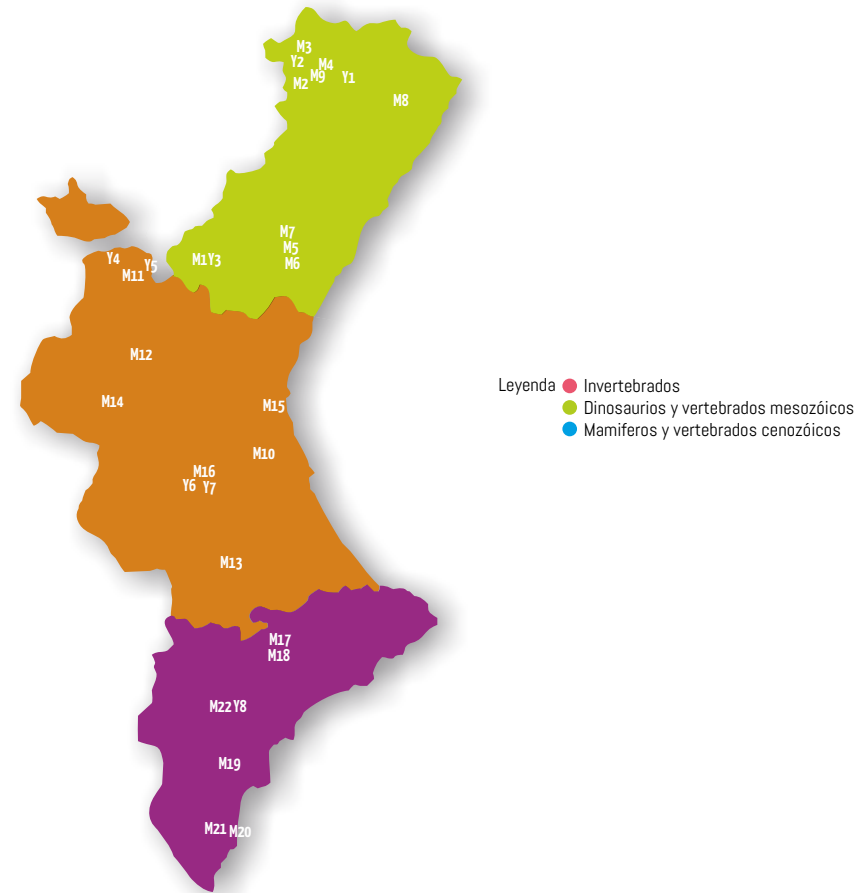 M3
Y2
M4
M9
Y1
M2
M8
M7
M5
M6
M1 Y3
Y4
Y5
M11
M12
M14
M15
M10
M16
Y6
Y7
M13
M17
M18
M22 Y8
M19
M21
M20
Leyenda
Invertebrados
Dinosaurios y vertebrados mesozóicos
Mamiferos y vertebrados cenozóicos